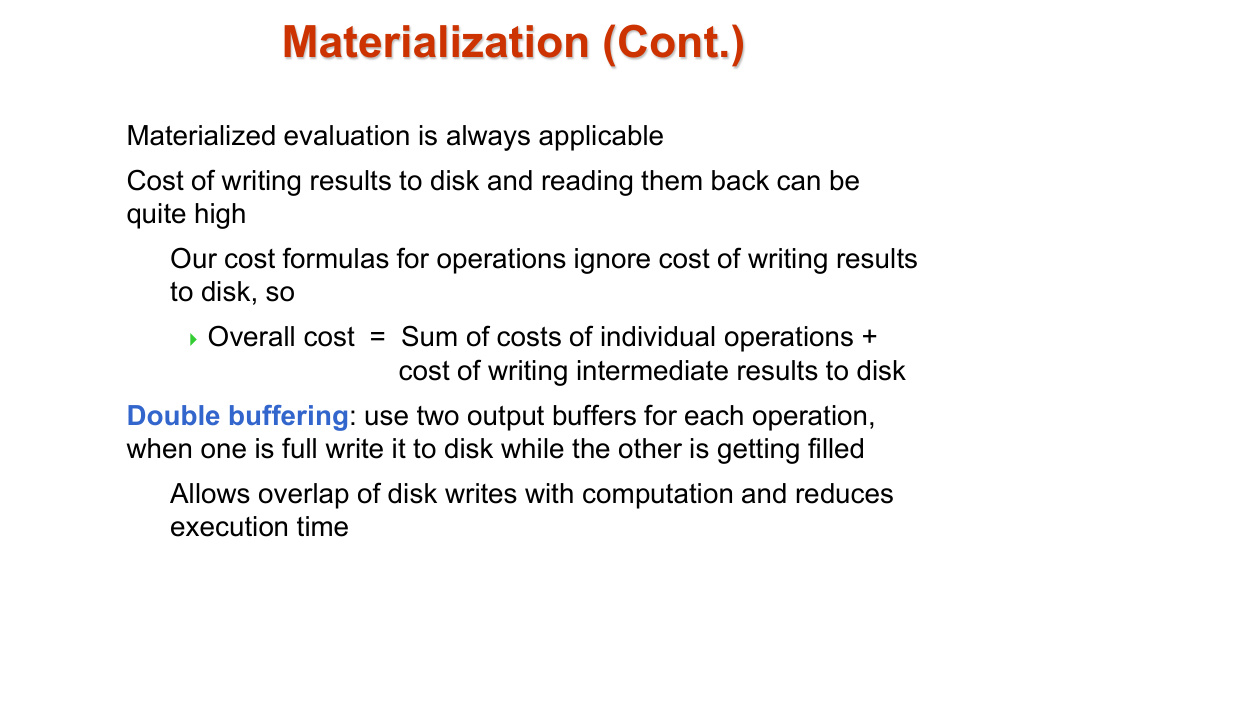 Materialization (Cont.)
Materialized evaluation is always applicable
Cost of writing results to disk and reading them back can be
quite high
Our cost formulas for operations ignore cost of writing results
to disk, so
Overall cost = Sum of costs of individual operations +
cost of writing intermediate results to disk
Double buffering: use two output buffers for each operation,
when one is full write it to disk while the other is getting filled
Allows overlap of disk writes with computation and reduces
execution time